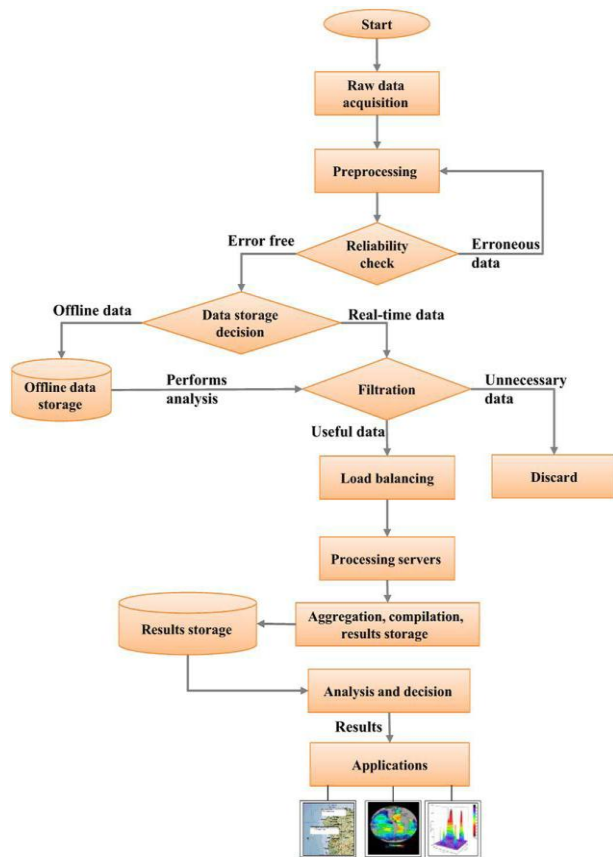 Start
Raw data
acquisition
Preprocessing
Error free
Reliability
check
Erroneous
data
Offline data
Data storage
decision
Real-time data
Offline data
storage
Performs
analysis
Filtration
Unnecessary
data
Useful data
Load balancing
Discard
Processing servers
Results storage
Aggregation, compilation,
results storage
Analysis and decision
Results
Applications